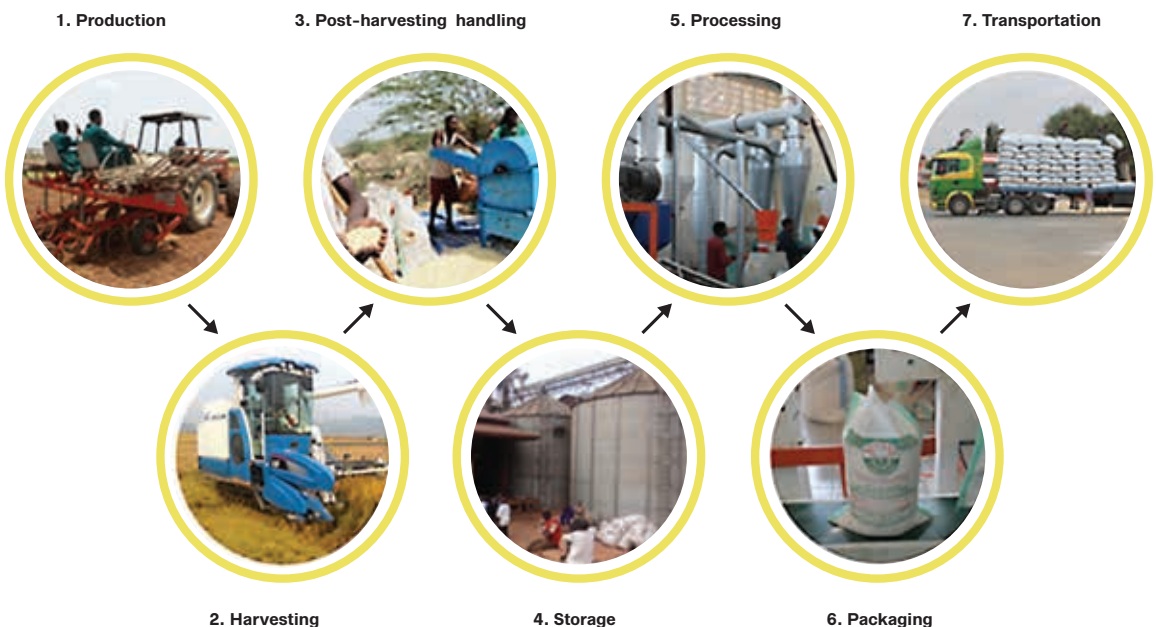 1. Production
3. Post-harvesting handling
5. Processing
7. Transportation
2. Harvesting
4. Storage
6. Packaging